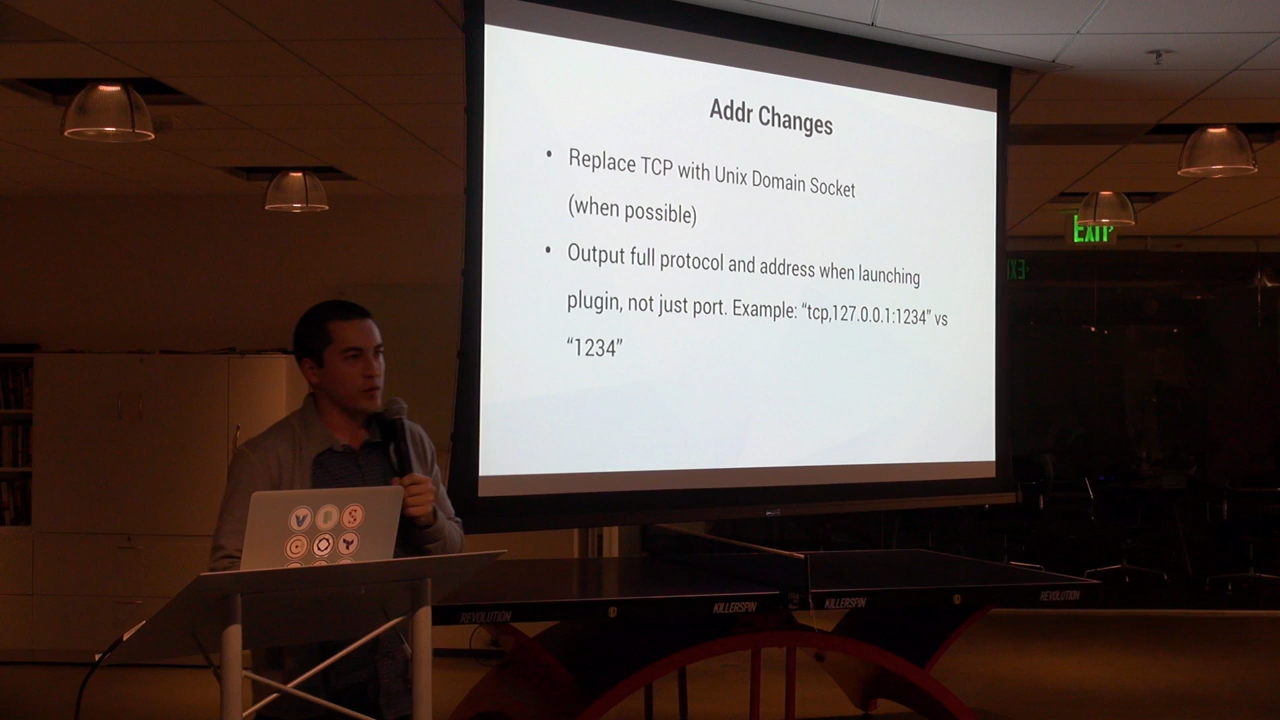 Addr Changes
• Replace TCP with Unix Domain Socket
(when possible)
• Output full protocol and address when launching
plugin, not just port. Example: “tcp,127.0.0.1:1234” vs
“1234”
EXIT
REVOLUTION
KILLERSPIN
KILLERSPIN
REVOLUTION